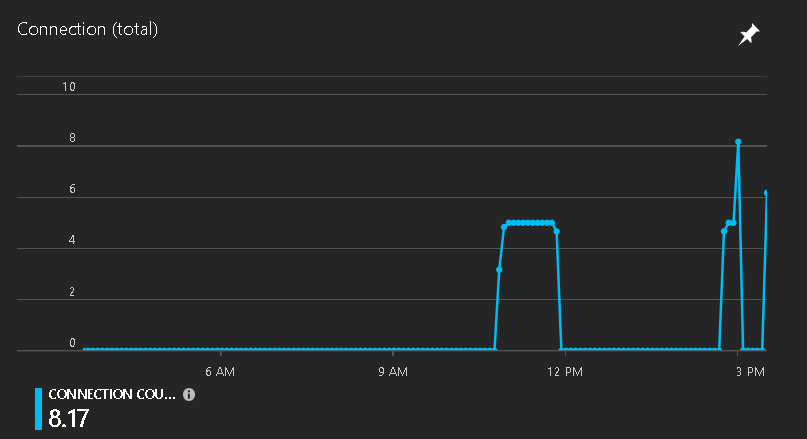 Connection (total)
10
8
6
4
2
0
6 AM
9 AM
12 PM
3 PM
CONNECTION COU...
8.17